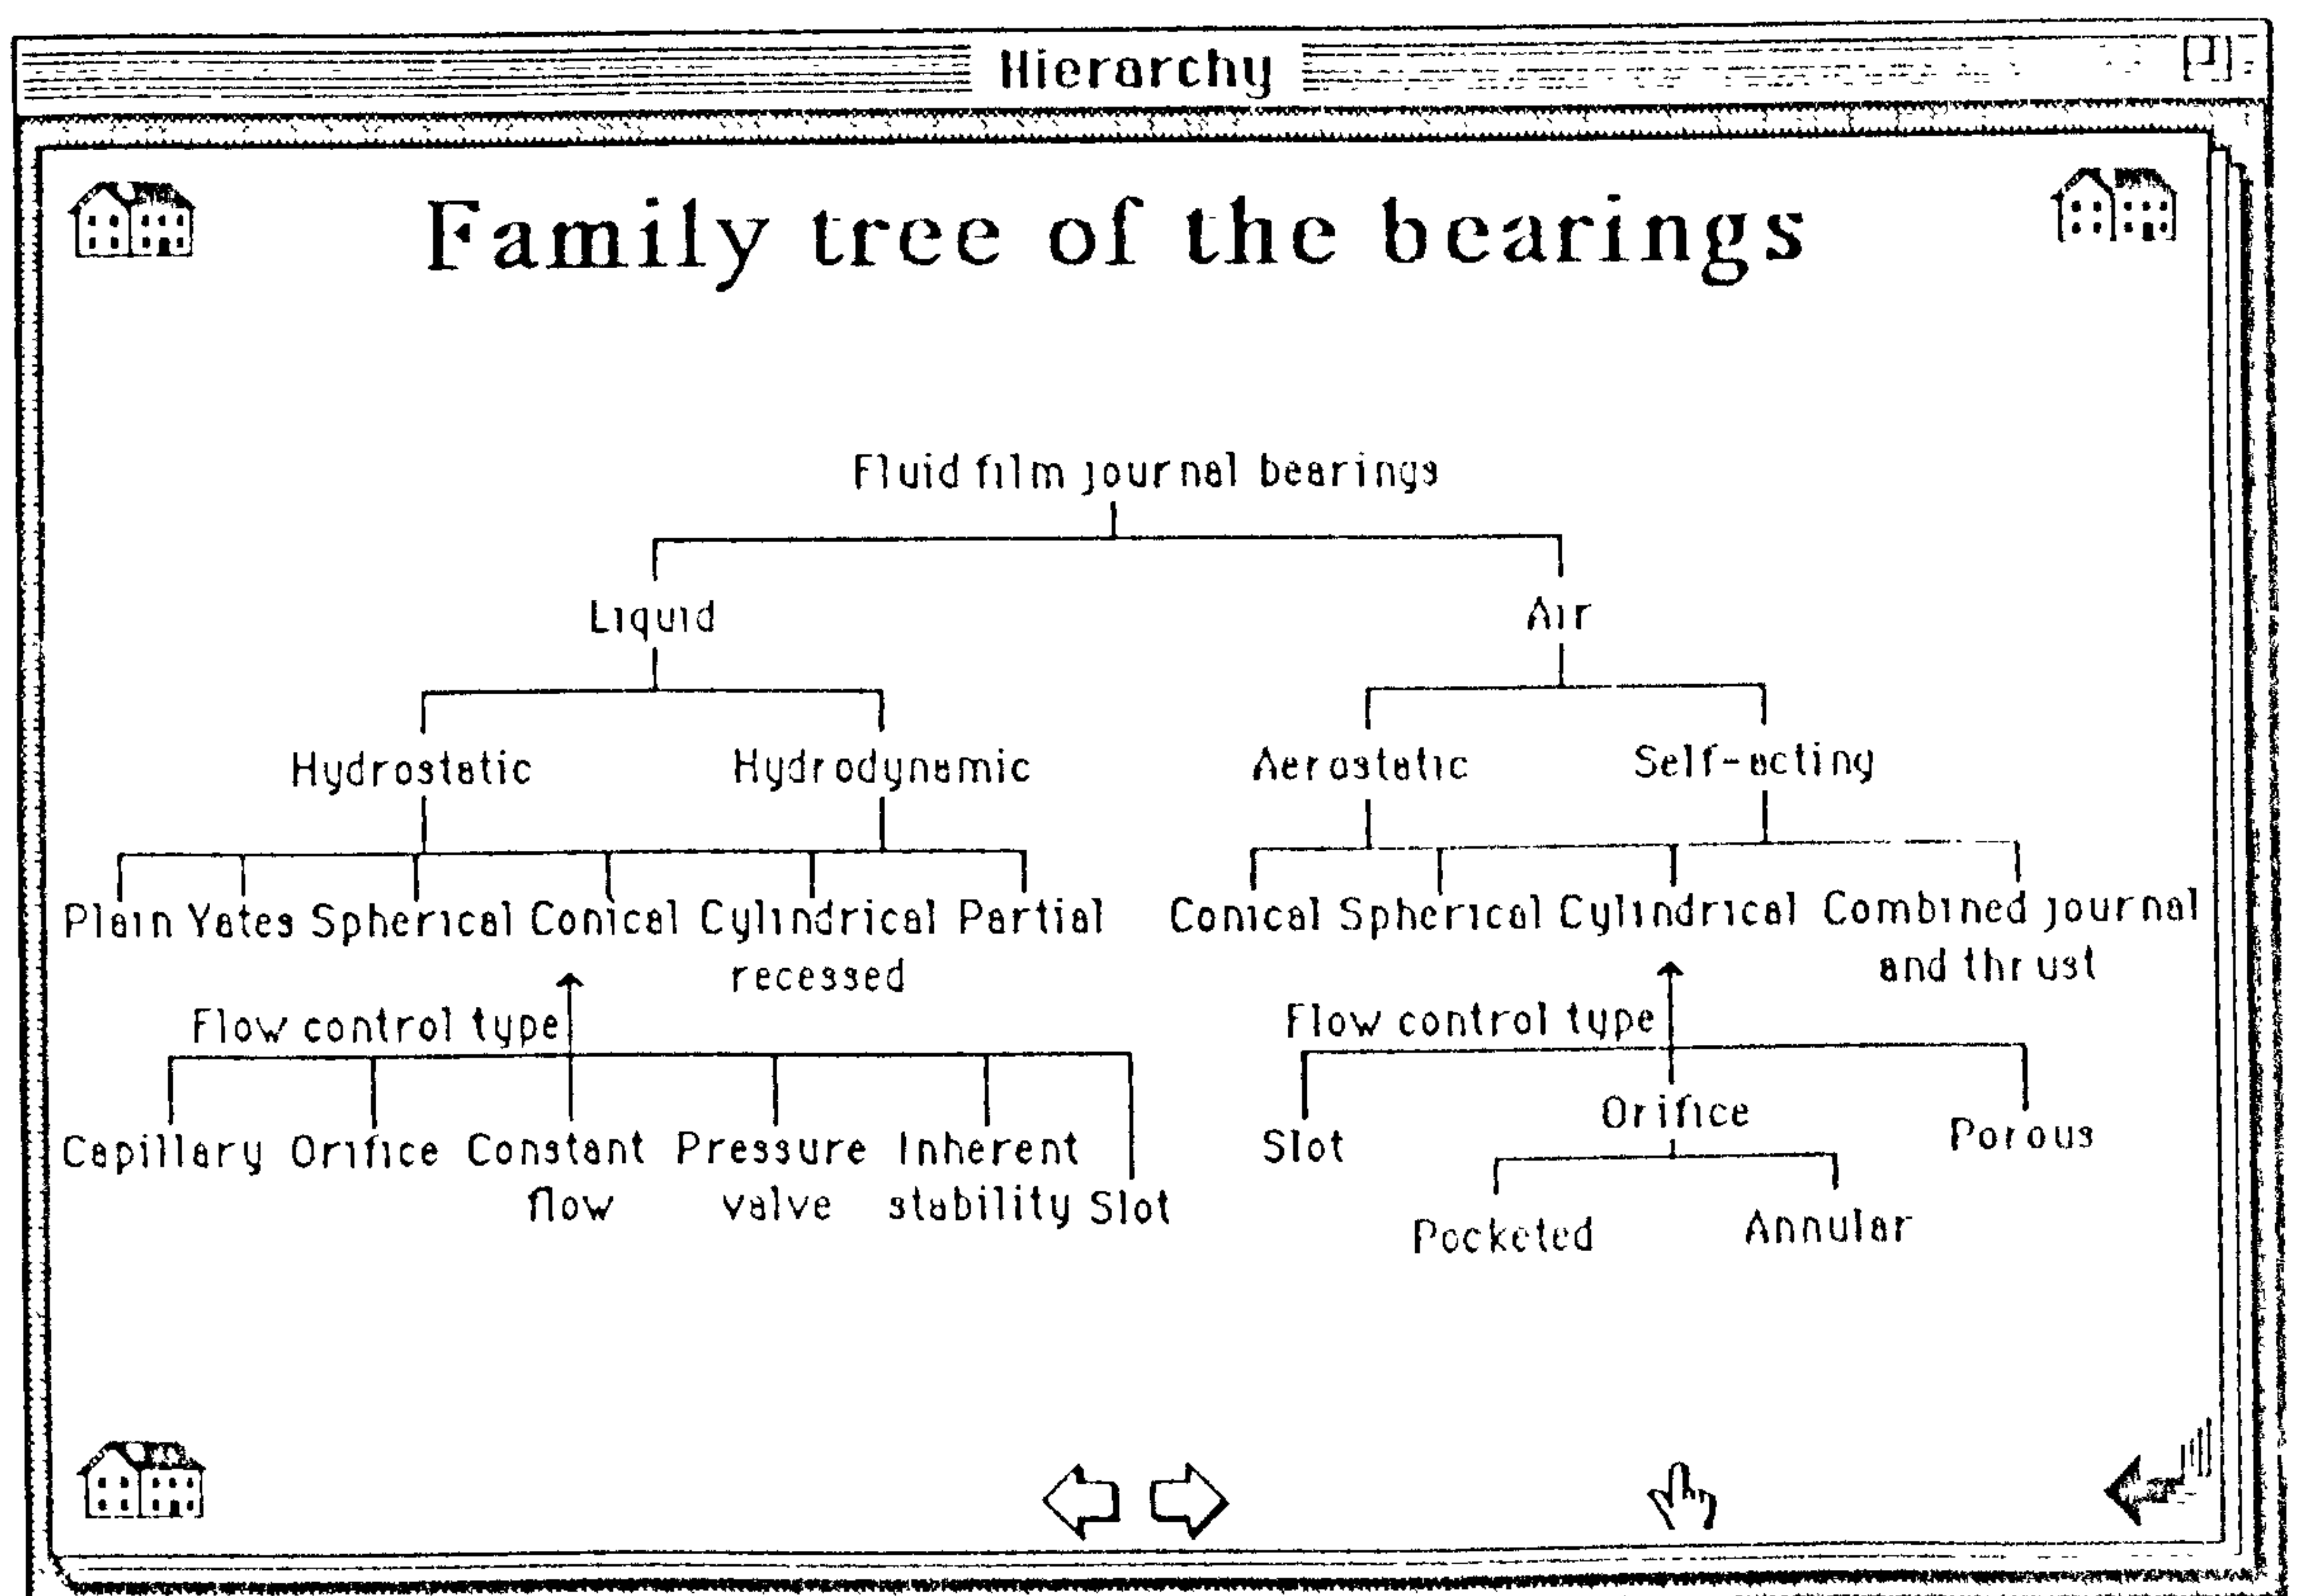 Hierarchy
Family tree of the bearings
Fluid film journal bearings
Liquid Air
Hydrostatic Hydrodynamic Aerostatic Self-acting
Plain Yates Spherical Conical Cylindrical Partial Conical Spherical Cylindrical Combined journal
recessed and thrust
Flow control type Flow control type
Capillary Orifice Constant Pressure Inherent Slot Orifice Porous
flow valve stability Slot Pocketed Annular